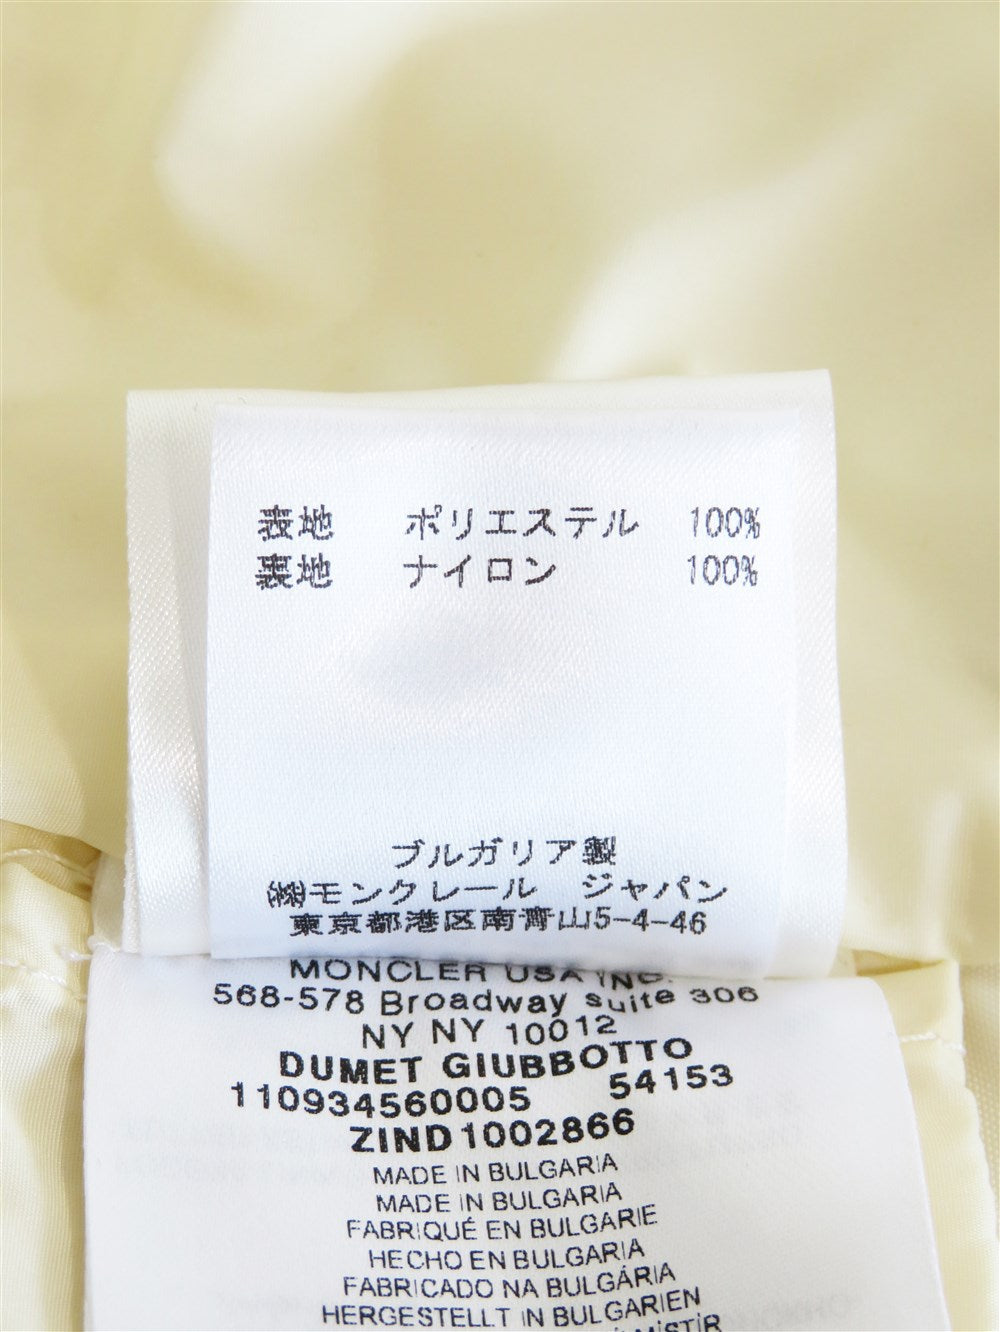 表地 ポリエステル 100%
裏地 ナイロン 100%
ブルガリア製
㈱モンクレール ジャパン
東京都港区南青山5-4-46
MONCLER USA INC.
568-578 Broadway suite 306
NY NY 10012
DUMET GIUBBOTTO
110934560005 54153
ZIND1002866
MADE IN BULGARIA
MADE IN BULGARIA
FABRIQUÉ EN BULGARIE
HECHO EN BULGARIA
FABRICADO NA BULGÁRIA
HERGESTELLT IN BULGARIEN